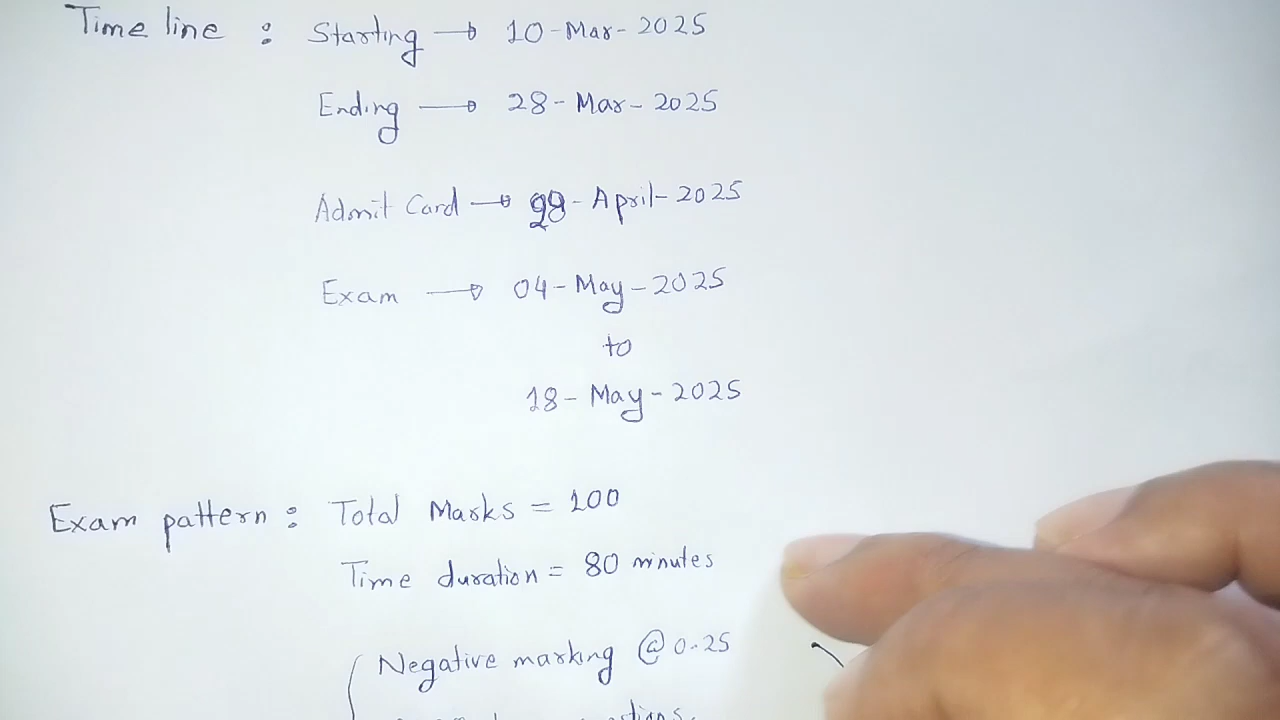 Time line : Starting → 10-Mar-2025
Ending → 28-Mar-2025
Admit Card → April-2025
Exam → 04-May-2025
to
18-May-2025
Exam pattern : Total Marks = 100
Time duration = 80 minutes
Negative marking @ 0.25